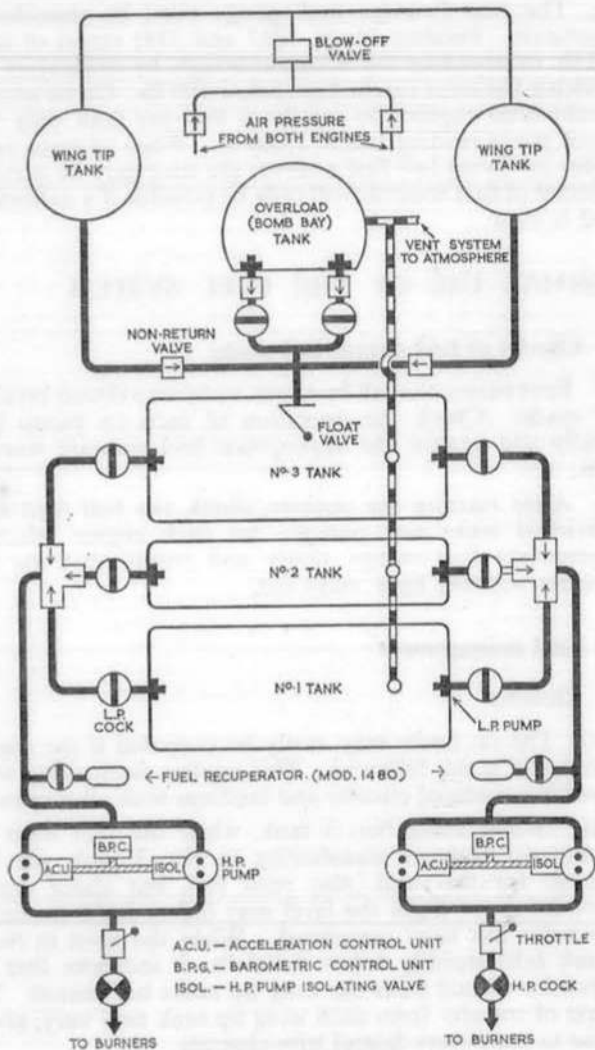 BLOW-OFF
VALVE
AIR PRESSURE
FROM BOTH ENGINES
WING TIP
TANK
WING TIP
TANK
OVERLOAD
(BOMB BAY)
TANK
VENT SYSTEM
TO ATMOSPHERE
NON-RETURN
VALVE
FLOAT
VALVE
Nº·3 TANK
Nº·2 TANK
Nº·1 TANK
L.P.
COCK
L.P. PUMP
FUEL RECUPERATOR. (MOD. 1480)
B.P.C.
A.C.U.
ISOL.
H.P.
PUMP
B.P.C.
A.C.U.
ISOL.
A.C.U.— ACCELERATION CONTROL UNIT
B.P.C.— BAROMETRIC CONTROL UNIT
ISOL.— H.P. PUMP ISOLATING VALVE
THROTTLE
H.P. COCK
TO BURNERS
TO BURNERS